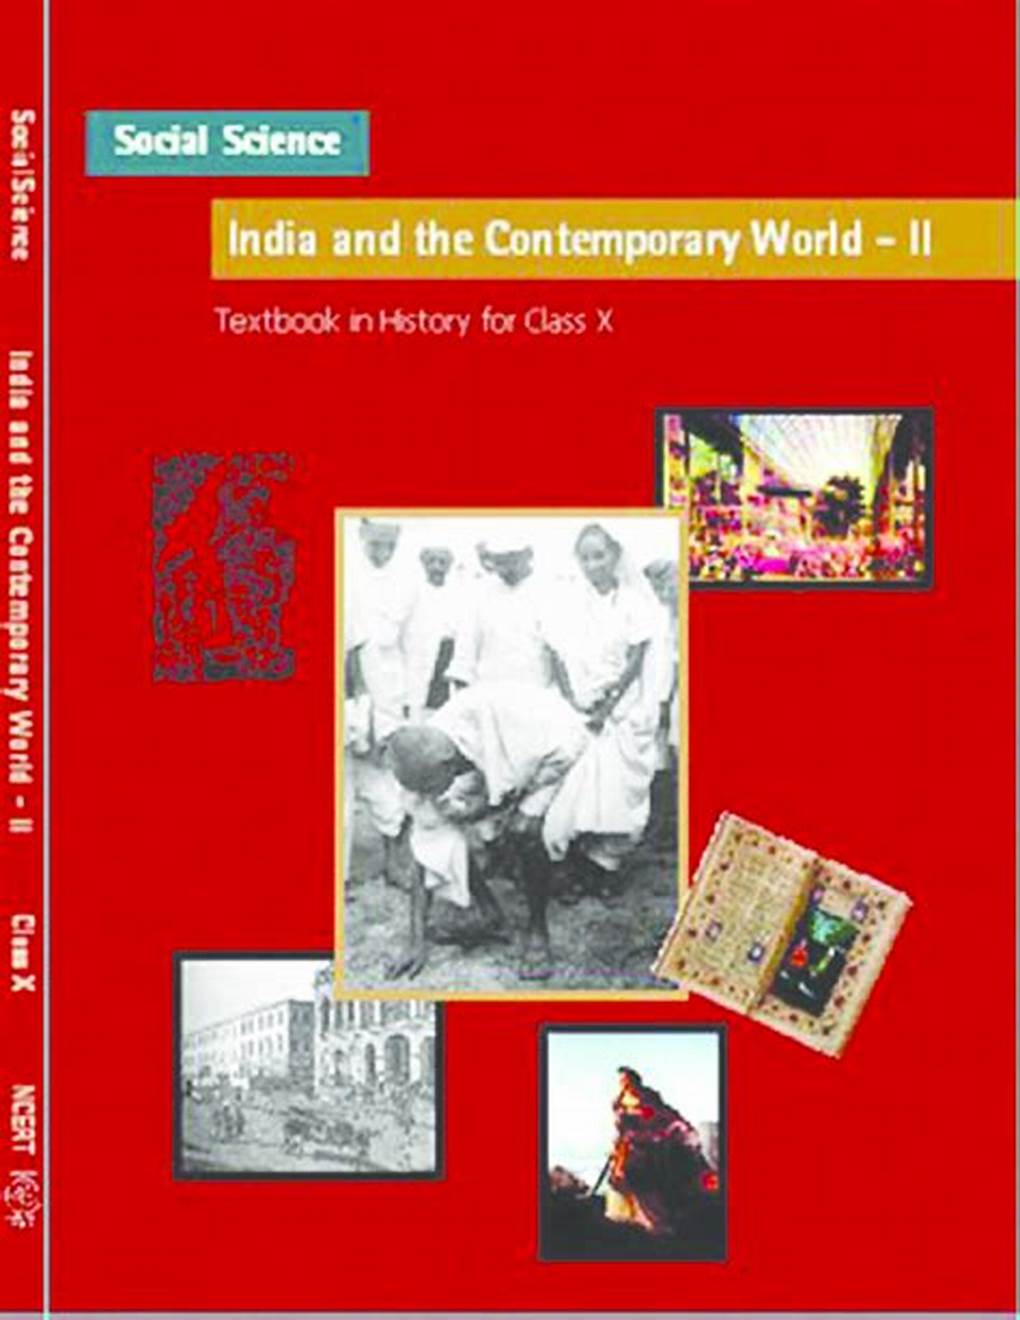 Social Science
India and the Contemporary World – II
Textbook in History for Class X
Social Science
India and the Contemporary World – II
Class X
NCERT